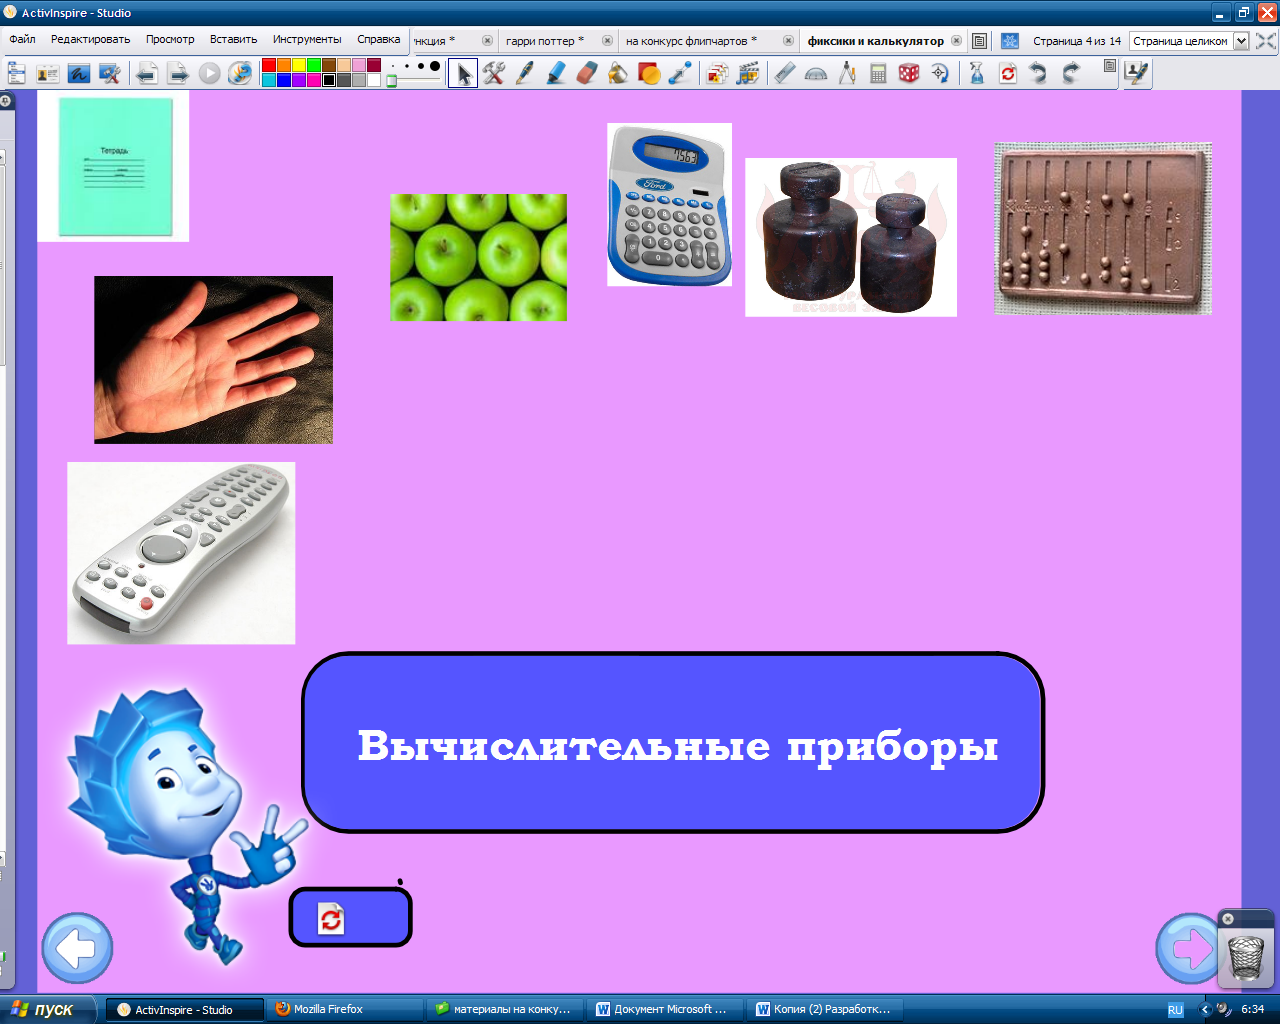 ActivInspire - Studio
Файл Редактировать Просмотр Вставить Инструменты Справка
нкция * гарри поттер * на конкурс флипчартов * фиксики и калькулятор
Страница 4 из 14 Страница целиком
Тетрадь
7563
Ford
Вычислительные приборы
пуск ActivInspire - Studio Mozilla Firefox материалы на конку... Документ Microsoft ... Копия (2) Разработк... RU 6:34